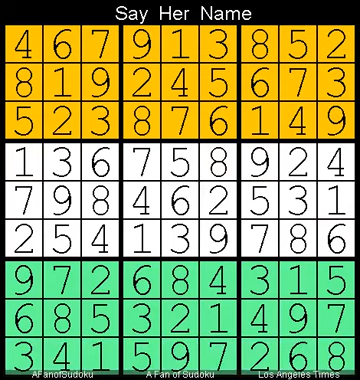 Say Her Name
4 6 7 9 1 3 8 5 2
8 1 9 2 4 5 6 7 3
5 2 3 8 7 6 1 4 9
1 3 6 7 5 8 9 2 4
7 9 8 4 6 2 5 3 1
2 5 4 1 3 9 7 8 6
9 7 2 6 8 4 3 1 5
6 8 5 3 2 1 4 9 7
3 4 1 5 9 7 2 6 8
AFanofSudoku A Fan of Sudoku Los Angeles Times